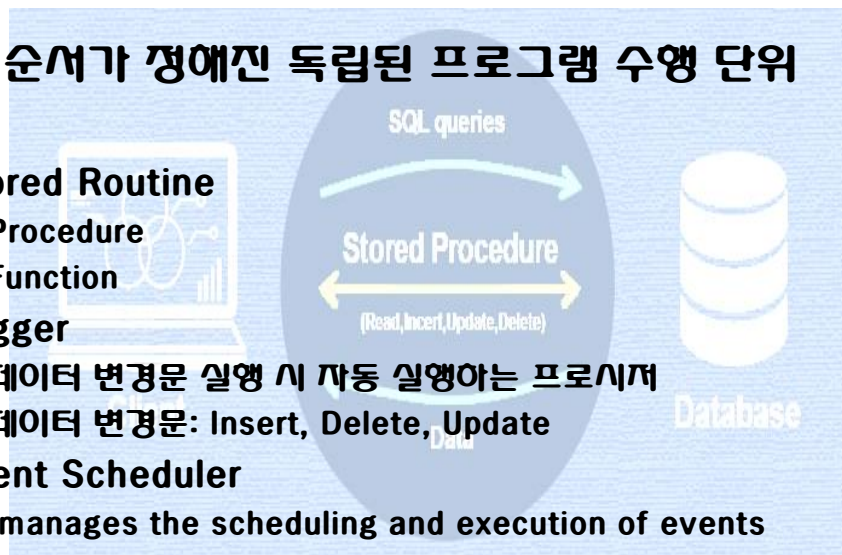 순서가 정해진 독립된 프로그램 수행 단위
SQL queries
ored Routine
Procedure
Stored Procedure
Function
(Read,Incert,Update,Delete)
gger
데이터 변경문 실행 시 자동 실행하는 프로시저
데이터 변경문: Insert, Delete, Update
Database
Data
ent Scheduler
manages the scheduling and execution of events